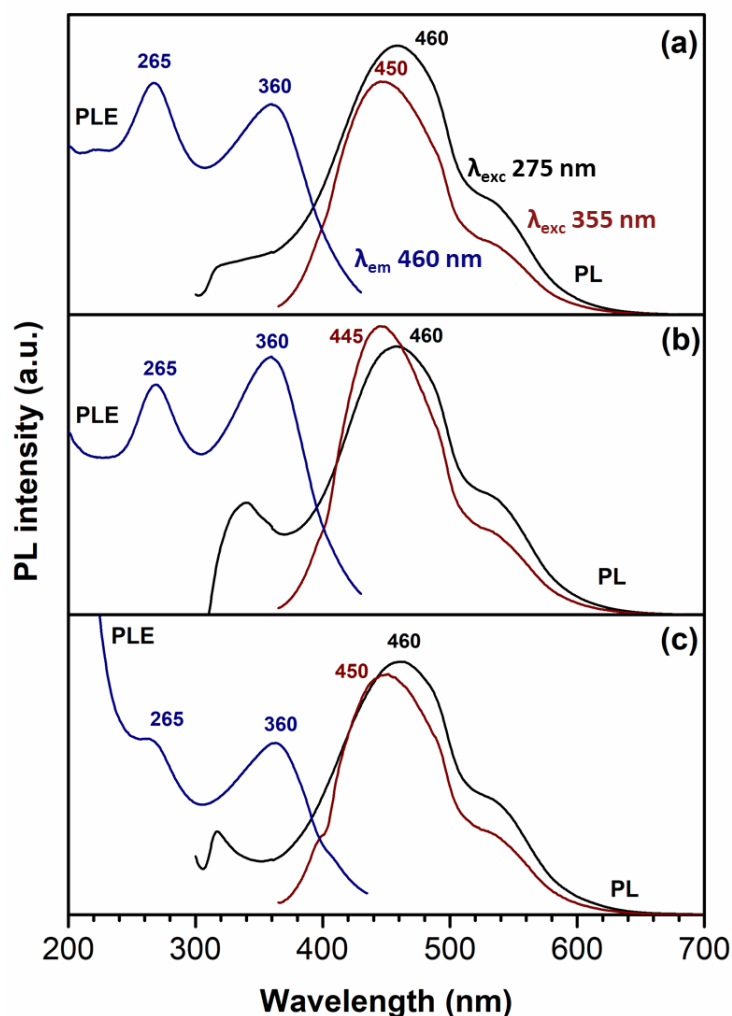 PL intensity (a.u.)
(a)
460
265
450
360
PLE
λexc 275 nm
λexc 355 nm
λem 460 nm
PL
(b)
445
360
460
265
PLE
PL
(c)
PLE
460
450
265
360
PL
200 300 400 500 600 700
Wavelength (nm)